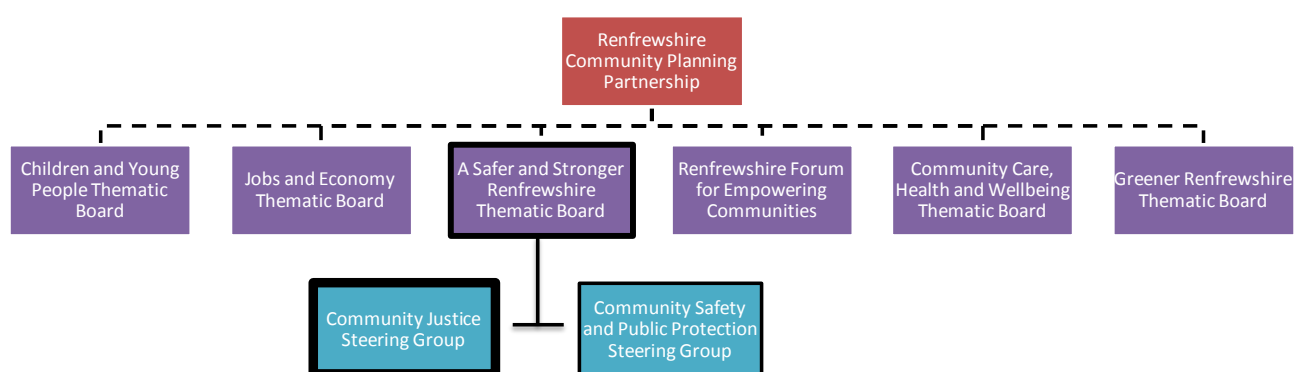 Renfrewshire
Community Planning
Partnership
Children and Young
People Thematic
Board
Jobs and Economy
Thematic Board
A Safer and Stronger
Renfrewshire
Thematic Board
Renfrewshire Forum
for Empowering
Communities
Community Care,
Health and Wellbeing
Thematic Board
Greener Renfrewshire
Thematic Board
Community Justice
Steering Group
Community Safety
and Public Protection
Steering Group